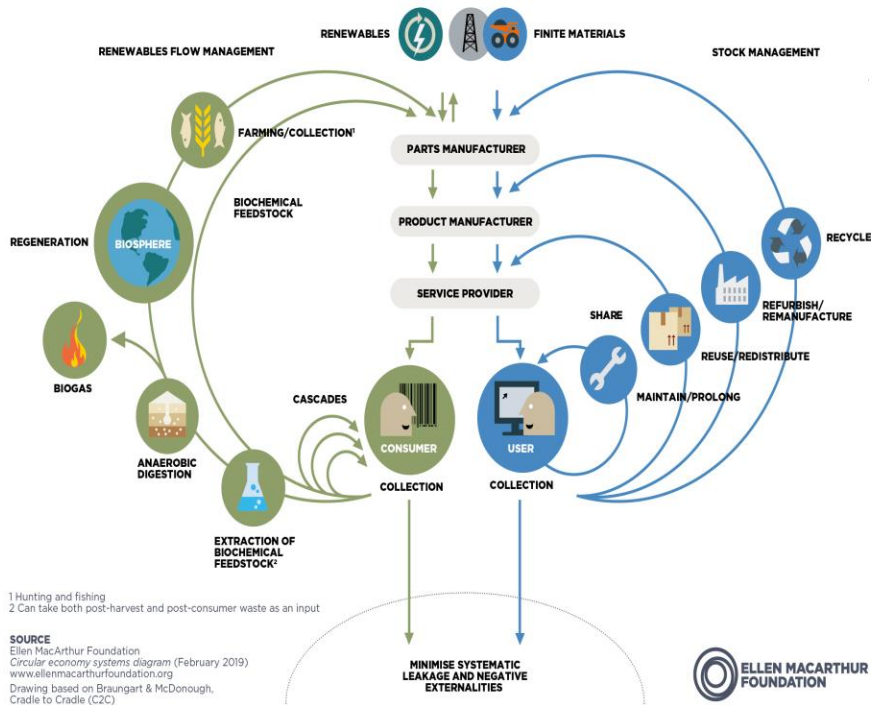 RENEWABLES
FINITE MATERIALS
RENEWABLES FLOW MANAGEMENT
STOCK MANAGEMENT
FARMING/COLLECTION¹
PARTS MANUFACTURER
BIOCHEMICAL
FEEDSTOCK
PRODUCT MANUFACTURER
REGENERATION
BIOSPHERE
RECYCLE
SERVICE PROVIDER
REFURBISH/
REMANUFACTURE
SHARE
REUSE/REDISTRIBUTE
BIOGAS
CASCADES
MAINTAIN/PROLONG
CONSUMER
USER
ANAEROBIC
DIGESTION
COLLECTION
COLLECTION
EXTRACTION OF
BIOCHEMICAL
FEEDSTOCK²
1 Hunting and fishing
2 Can take both post-harvest and post-consumer waste as an input
SOURCE
Ellen MacArthur Foundation
Circular economy systems diagram (February 2019)
www.ellenmacarthurfoundation.org
Drawing based on Braungart & McDonough,
Cradle to Cradle (C2C)
MINIMISE SYSTEMATIC
LEAKAGE AND NEGATIVE
EXTERNALITIES
ELLEN MACARTHUR
FOUNDATION